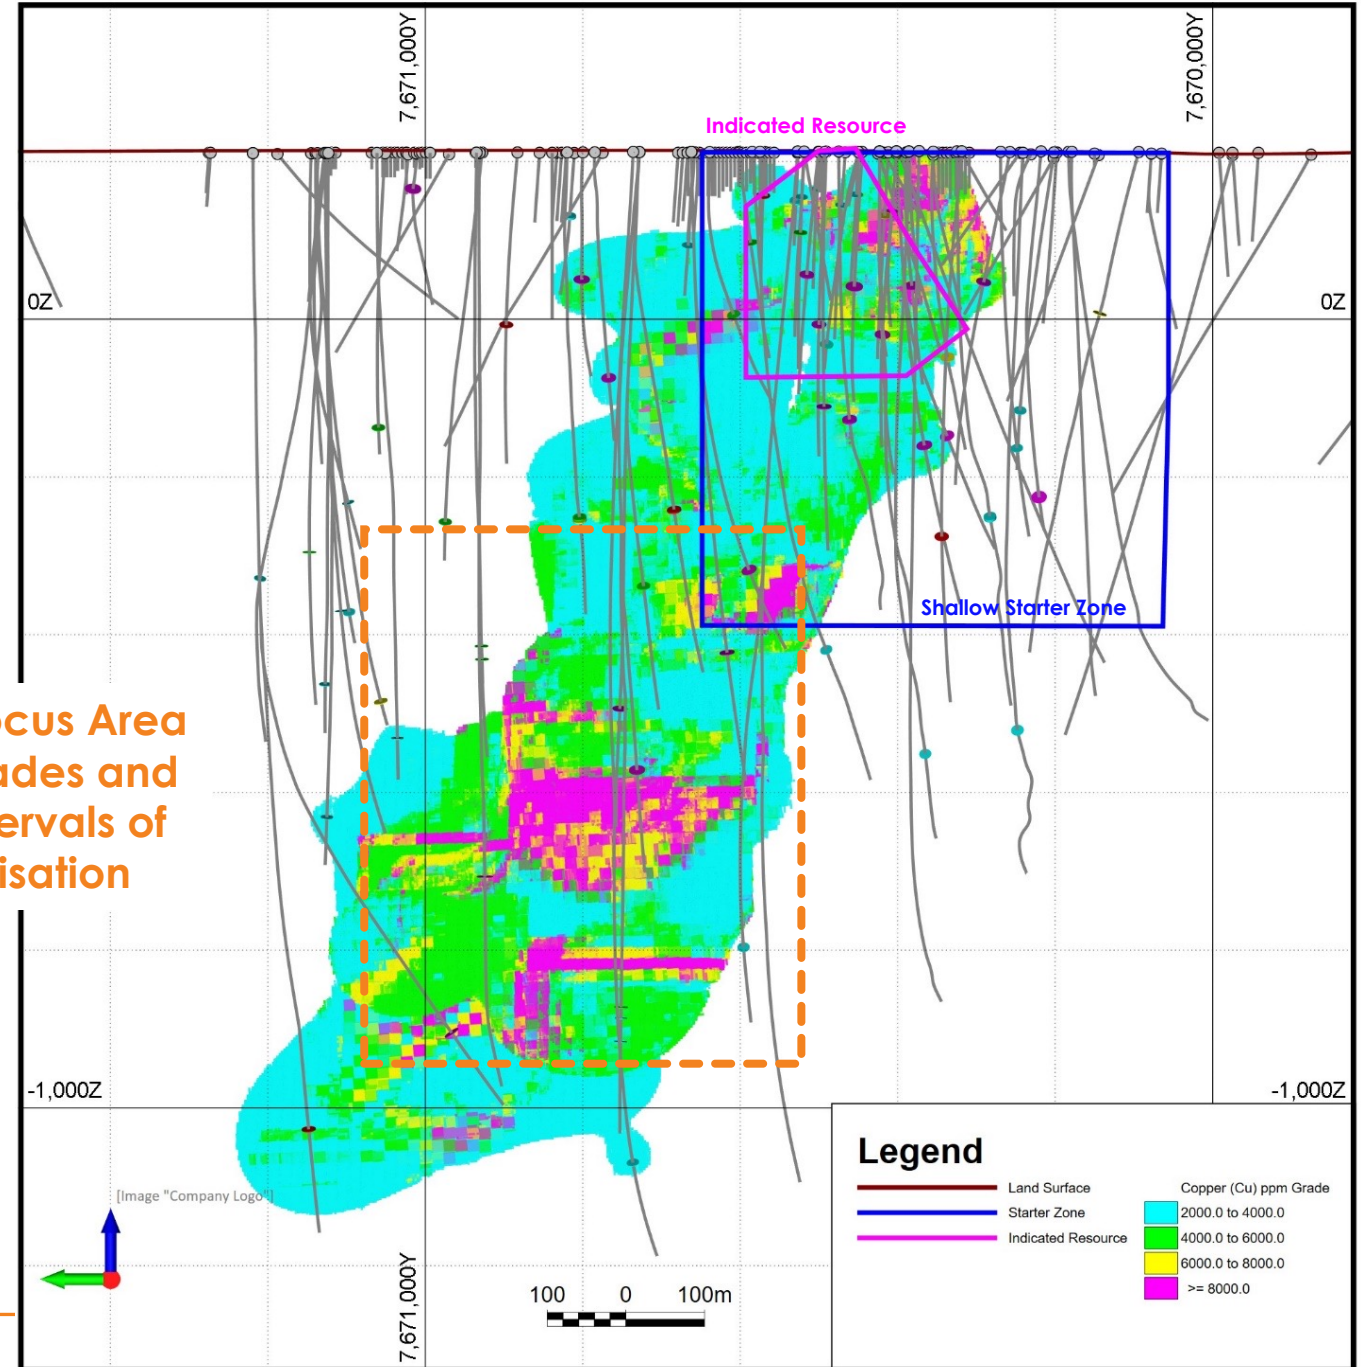 7,671,000Y
7,670,000Y
Indicated Resource
0Z
0Z
Shallow Starter Zone
ocus Area
ades and
ervals of
isation
-1,000Z
-1,000Z
[Image "Company Logo"]
7,671,000Y
100 0 100m
Legend
Land Surface
Starter Zone
Indicated Resource
Copper (Cu) ppm Grade
2000.0 to 4000.0
4000.0 to 6000.0
6000.0 to 8000.0
>= 8000.0